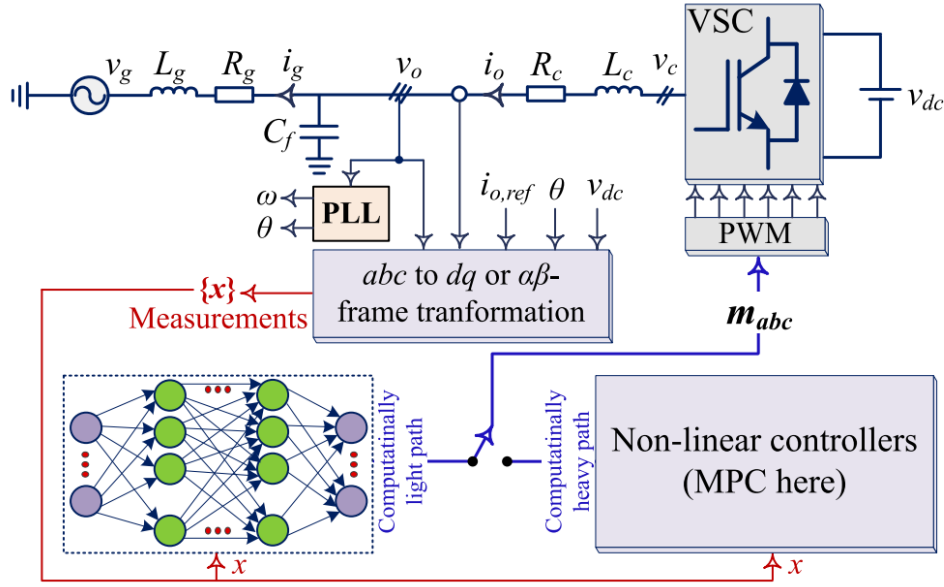 VSC
v_g
L_g
R_g
i_g
v_o
i_o
R_c
L_c
v_c
v_dc
C_f
ω
θ
PLL
i_o,ref
θ
v_dc
PWM
abc to dq or αβ-
frame tranformation
{x}
Measurements
m_abc
Computatinally
light path
Computatinally
heavy path
Non-linear controllers
(MPC here)
x
x